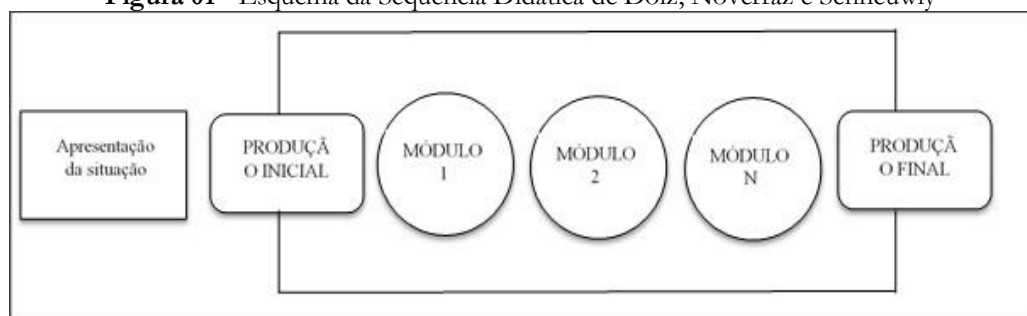 Figura 01 - Esquema da Sequência Didática de Dolz, Noverraz e Schneuwly
Apresentação
da situação
PRODUÇÃ
O INICIAL
MÓDULO
1
MÓDULO
2
MÓDULO
N
PRODUÇÃ
O FINAL